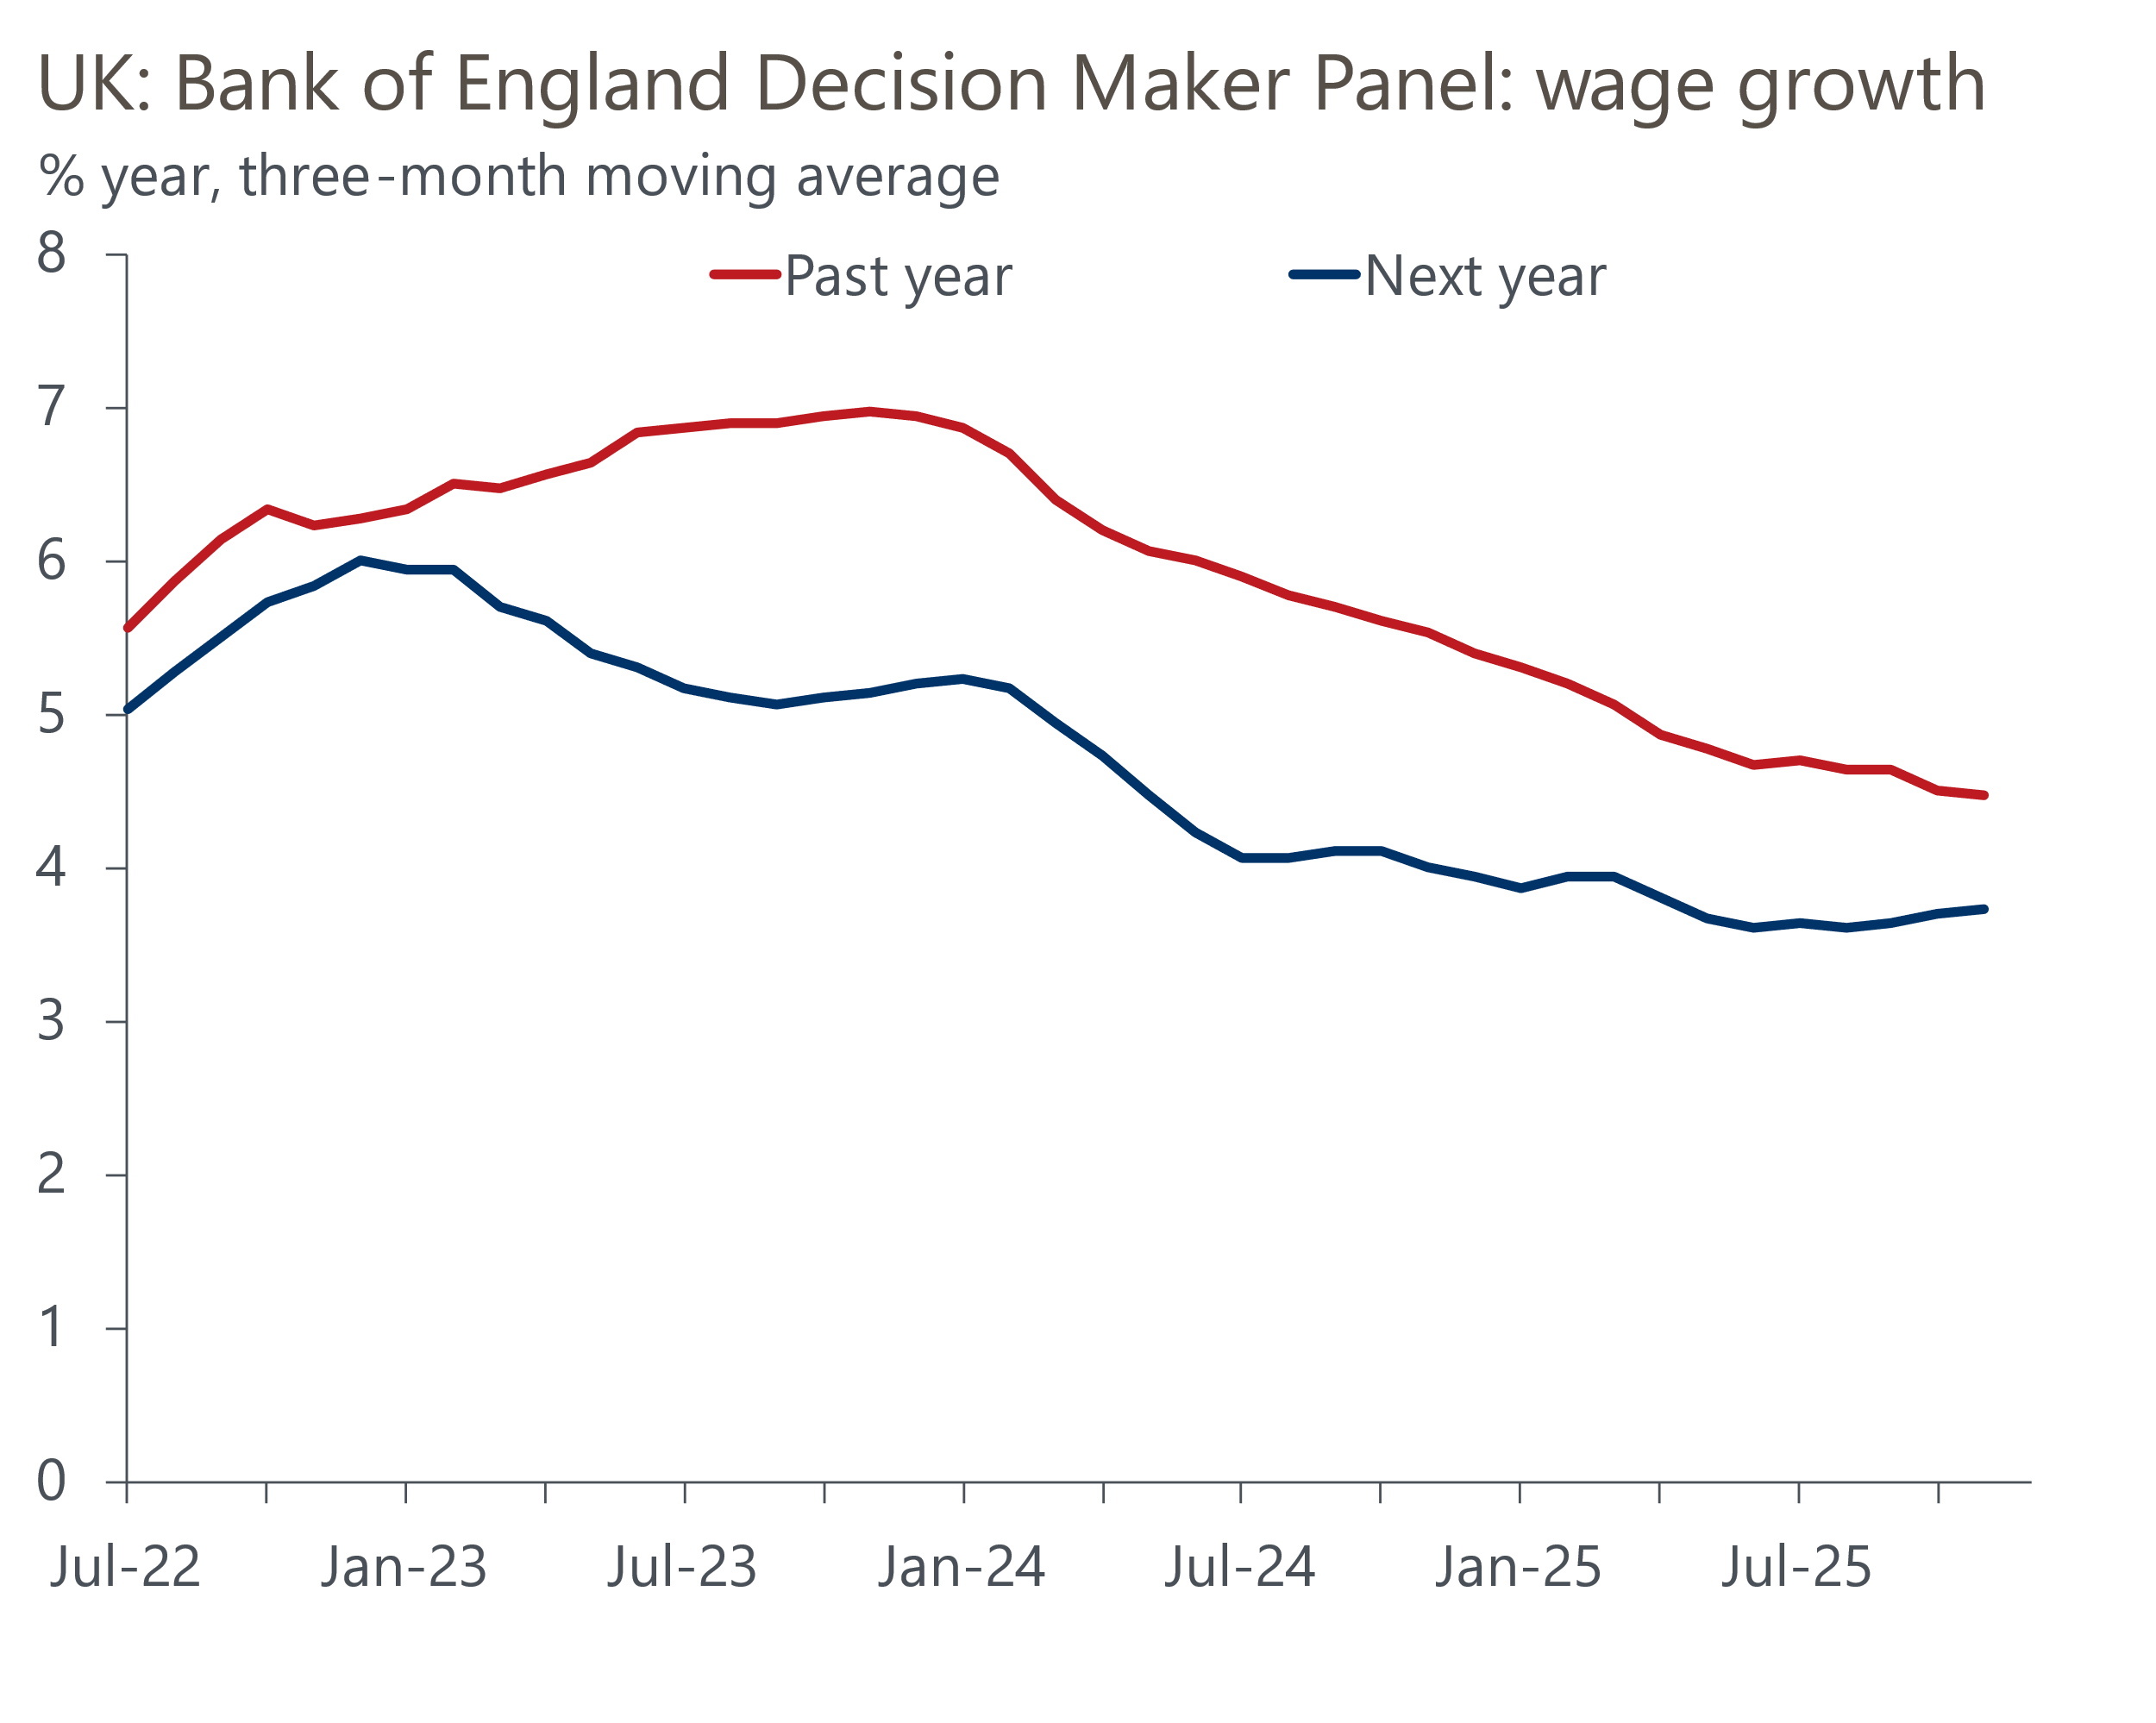 UK: Bank of England Decision Maker Panel: wage growth
% year, three-month moving average
Past year
Next year
8
7
6
5
4
3
2
1
0
Jul-22 Jan-23 Jul-23 Jan-24 Jul-24 Jan-25 Jul-25